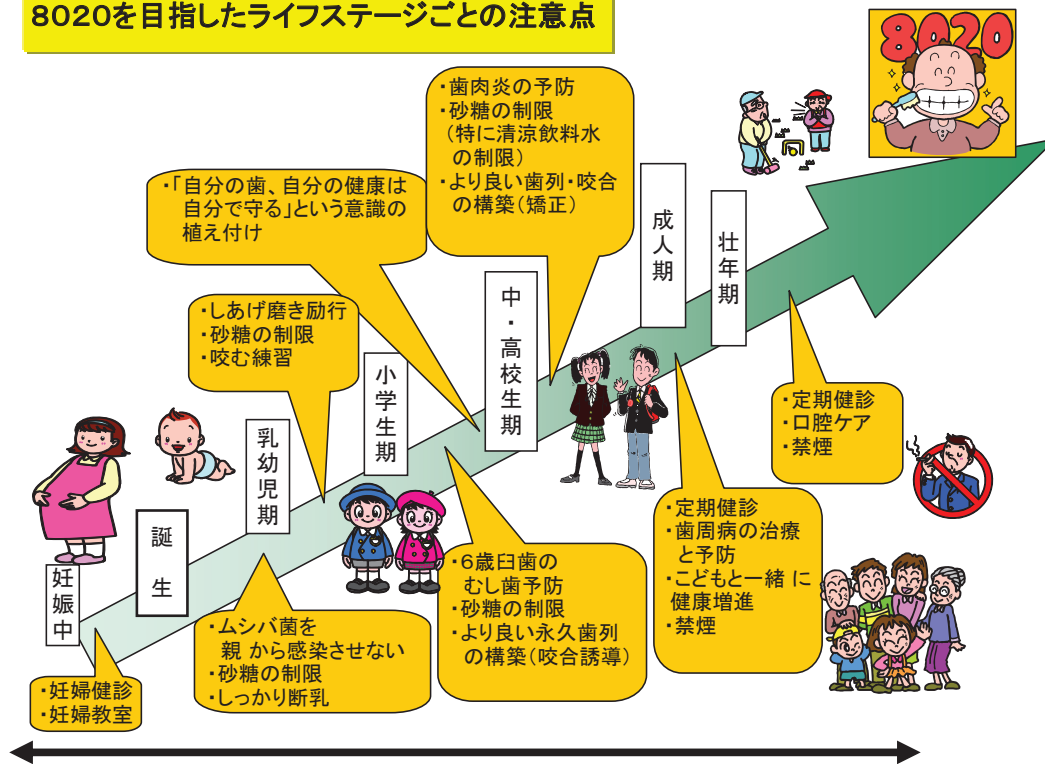 8020を目指したライフステージごとの注意点
8020
・歯肉炎の予防
・砂糖の制限
(特に清涼飲料水
の制限)
・より良い歯列・咬合
の構築(矯正)
・「自分の歯、自分の健康は
自分で守る」という意識の
植え付け
・しあげ磨き励行
・砂糖の制限
・咬む練習
妊娠中
誕生
乳幼児期
小学生期
中・高校生期
成人期
壮年期
・妊婦健診
・妊婦教室
・ムシバ菌を
親 から感染させない
・砂糖の制限
・しっかり断乳
・6歳臼歯の
むし歯予防
・砂糖の制限
・より良い永久歯列
の構築(咬合誘導)
・定期健診
・歯周病の治療
と予防
・こどもと一緒 に
健康増進
・禁煙
・定期健診
・口腔ケア
・禁煙